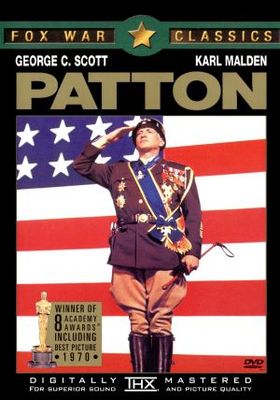 FOX WAR CLASSICS
GEORGE C. SCOTT KARL MALDEN
PATTON
WINNER OF
8 ACADEMY
AWARDS®
INCLUDING
BEST PICTURE
·1970·
DVD
DIGITALLY THX MASTERED
FOR SUPERIOR SOUND AND PICTURE QUALITY